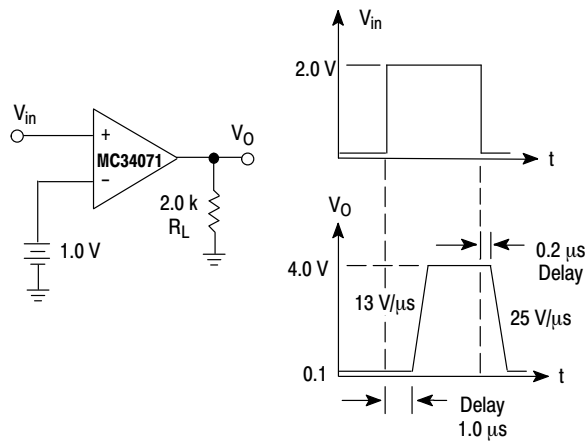 V_in
+
MC34071
–
1.0 V
V_O
2.0 k
R_L
V_in
2.0 V
t
V_O
4.0 V
13 V/μs
0.2 μs
Delay
25 V/μs
0.1
t
Delay
1.0 μs